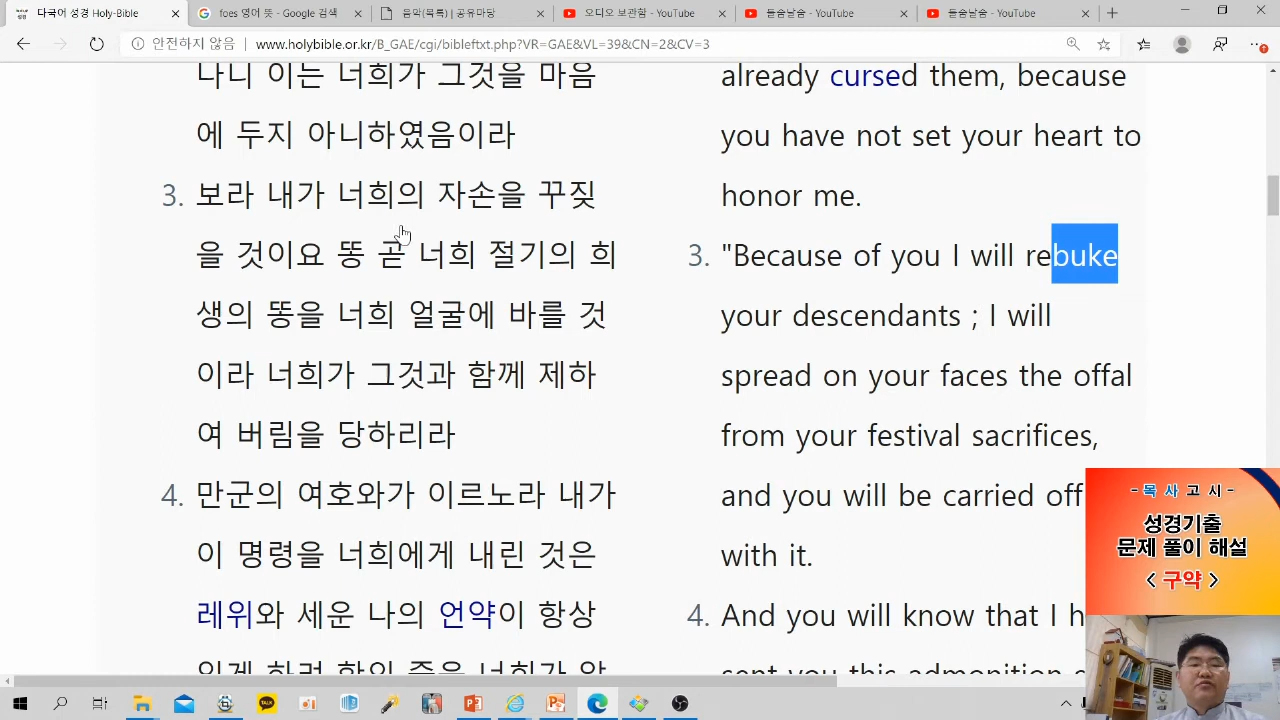 다국어 성경 Holy-Bible
foes 영어 뜻 - Google 검색
음악(목록) | 공유마당
오디오 보관함 - YouTube
돌숨날숨 - YouTube
돌숨날숨 - YouTube
안전하지 않음
www.holybible.or.kr/B_GAE/cgi/bibleftxt.php?VR=GAE&VL=39&CN=2&CV=3
나니 이는 너희가 그것을 마음
에 두지 아니하였음이라
3. 보라 내가 너희의 자손을 꾸짖
을 것이요 똥 곧 너희 절기의 희
생의 똥을 너희 얼굴에 바를 것
이라 너희가 그것과 함께 제하
여 버림을 당하리라
4. 만군의 여호와가 이르노라 내가
이 명령을 너희에게 내린 것은
레위와 세운 나의 언약이 항상
already cursed them, because
you have not set your heart to
honor me.
3. "Because of you I will rebuke
your descendants ; I will
spread on your faces the offal
from your festival sacrifices,
and you will be carried off
with it.
4. And you will know that I h
sent you this admonition
- 목 사 고 시 -
성경기출
문제 풀이 해설
< 구약 >